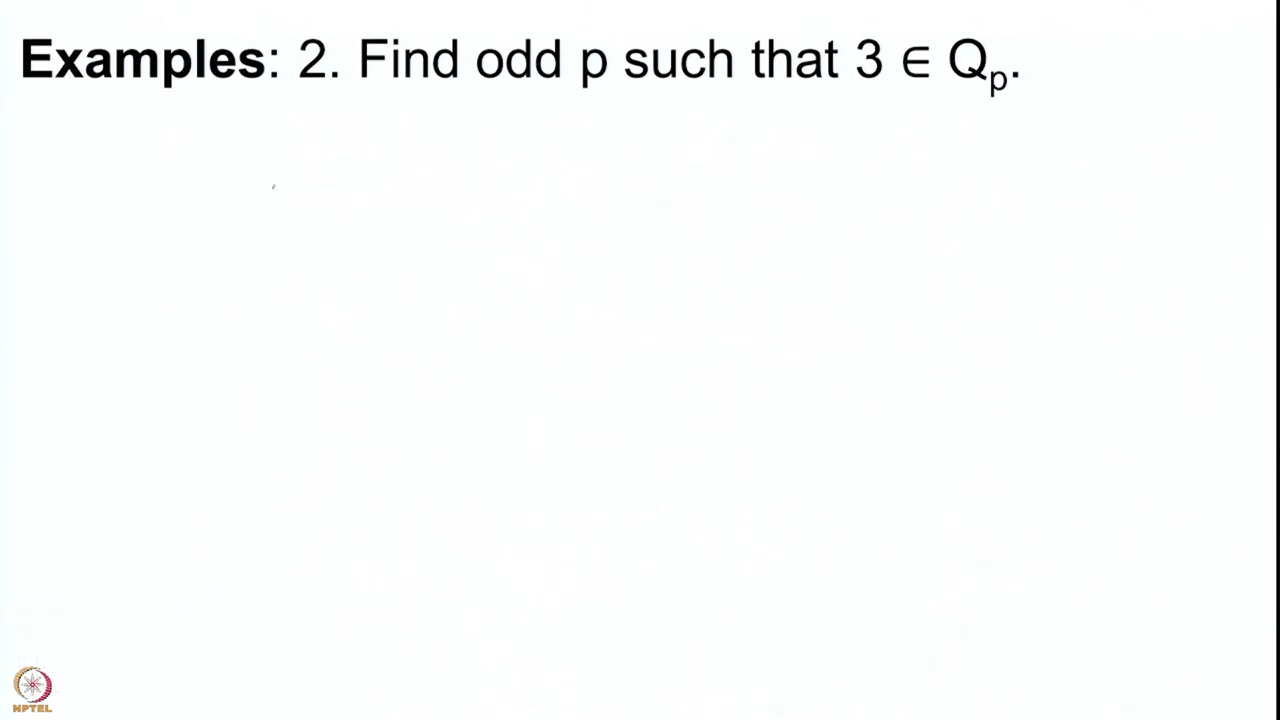 Examples: 2. Find odd p such that 3 ∈ Qₚ.
NPTEL